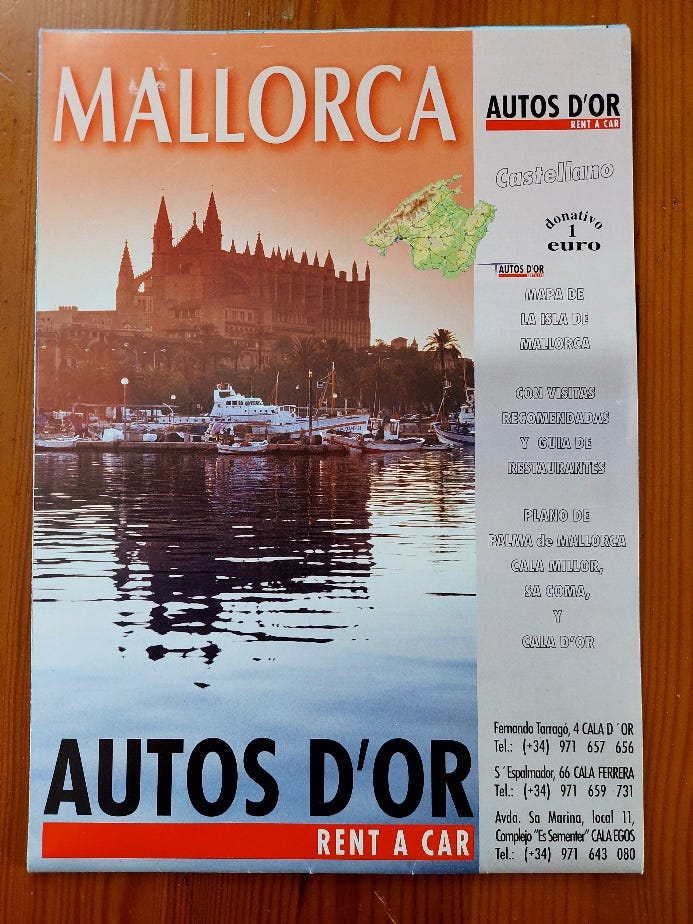 MALLORCA
AUTOS D'OR
RENT A CAR
Castellano
donativo
1
euro
AUTOS D'OR
MAPA DE
LA ISLA DE
MALLORCA
CON VISITAS
RECOMENDADAS
Y GUIA DE
RESTAURANTES
PLANO DE
PALMA de MALLORCA
CALA MILLOR,
SA COMA,
Y
CALA D'OR
Fernando Tarragó, 4 CALA D´OR
Tel.: (+34) 971 657 656
S´Espalmador, 66 CALA FERRERA
Tel.: (+34) 971 659 731
Avda. Sa Marina, local 11,
Complejo "Es Sementer" CALA EGOS
Tel.: (+34) 971 643 080
AUTOS D'OR
RENT A CAR